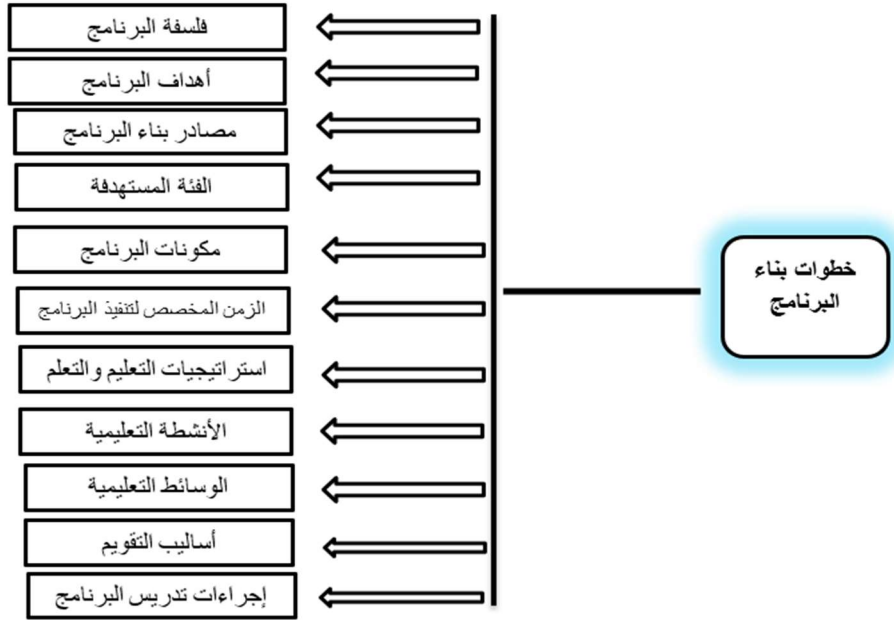 خطوات بناء
البرنامج
فلسفة البرنامج
أهداف البرنامج
مصادر بناء البرنامج
الفئة المستهدفة
مكونات البرنامج
الزمن المخصص لتنفيذ البرنامج
استراتيجيات التعليم والتعلم
الأنشطة التعليمية
الوسائط التعليمية
أساليب التقويم
إجراءات تدريس البرنامج